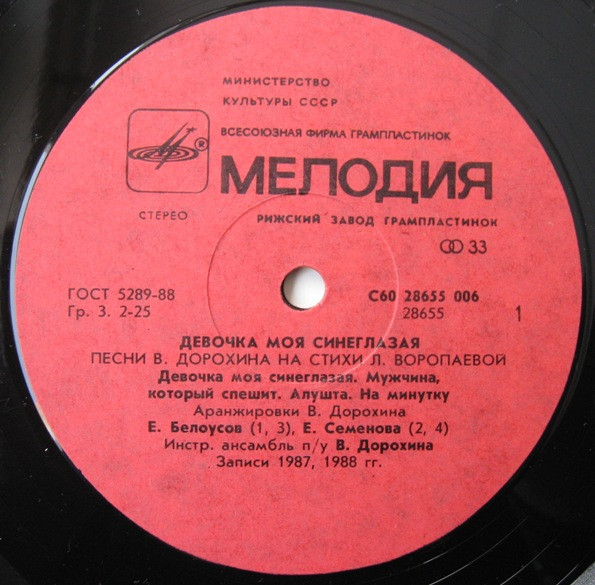 МИНИСТЕРСТВО
КУЛЬТУРЫ СССР
ВСЕСОЮЗНАЯ ФИРМА ГРАМПЛАСТИНОК
®
МЕЛОДИЯ
СТЕРЕО
РИЖСКИЙ ЗАВОД ГРАМПЛАСТИНОК
33
ГОСТ 5289-88
С60 28655 006
Гр. 3. 2-25
28655
1
ДЕВОЧКА МОЯ СИНЕГЛАЗАЯ
ПЕСНИ В. ДОРОХИНА НА СТИХИ Л. ВОРОПАЕВОЙ
Девочка моя синеглазая. Мужчина,
который спешит. Алушта. На минутку
Аранжировки В. Дорохина
Е. Белоусов (1, 3), Е. Семенова (2, 4)
Инстр. ансамбль п/у В. Дорохина
Записи 1987, 1988 гг.